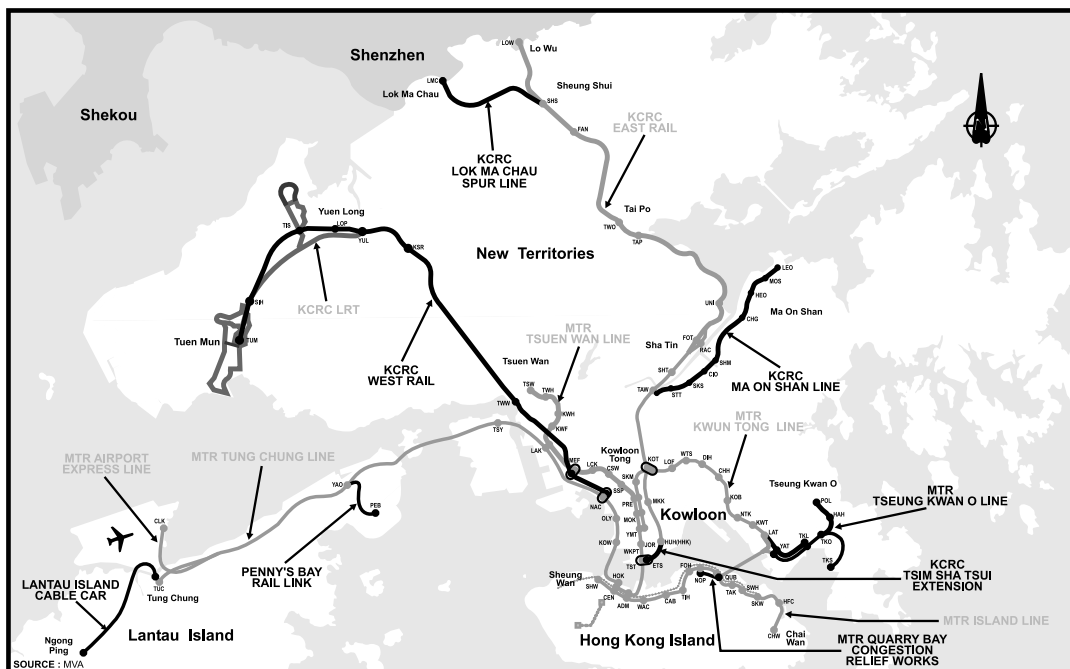 Shenzhen
LOW
Lo Wu
LMC
Lok Ma Chau
SHS
Sheung Shui
Shekou
FAN
KCRC
EAST RAIL
KCRC
LOK MA CHAU
SPUR LINE
Tai Po
TWO
TAP
Yuen Long
TIS
LOP
YUL
KSR
New Territories
LEO
MOS
HEO
UNI
SIH
KCRC LRT
CHG
Ma On Shan
Tuen Mun
TUM
MTR
TSUEN WAN LINE
FOT
RAC
Sha Tin
SHM
KCRC
WEST RAIL
Tsuen Wan
SHT
CIO
KCRC
MA ON SHAN LINE
TSW
TWH
TAW
STT
SKS
TWW
KWH
KWF
TSY
MTR
KWUN TONG LINE
LAK
Kowloon
Tong
MTR AIRPORT
EXPRESS LINE
MTR TUNG CHUNG LINE
MEF
LCK
CSW
KOT
LOF
WTS
DIH
SKM
CHH
Tseung Kwan O
YAO
PEB
SSP
NAC
PRE
MKK
KOB
POL
MTR
TSEUNG KWAN O LINE
CLK
OLY
MOK
Kowloon
NTK
KWT
HAH
YMT
LAT
TKL
TKO
KOW
JOR
HUH(HHK)
WKPT
YAT
TST
ETS
TKS
PENNY'S BAY
RAIL LINK
KCRC
TSIM SHA TSUI
EXTENSION
LANTAU ISLAND
CABLE CAR
TUC
Tung Chung
Sheung
Wan
SHW
HOK
FOH
NOP
QUB
CEN
ADM
WAC
CAB
TIH
TAK
SWH
SKW
HFC
MTR ISLAND LINE
Ngong
Ping
Lantau Island
Hong Kong Island
CHW
Chai
Wan
MTR QUARRY BAY
CONGESTION
RELIEF WORKS
SOURCE : MVA